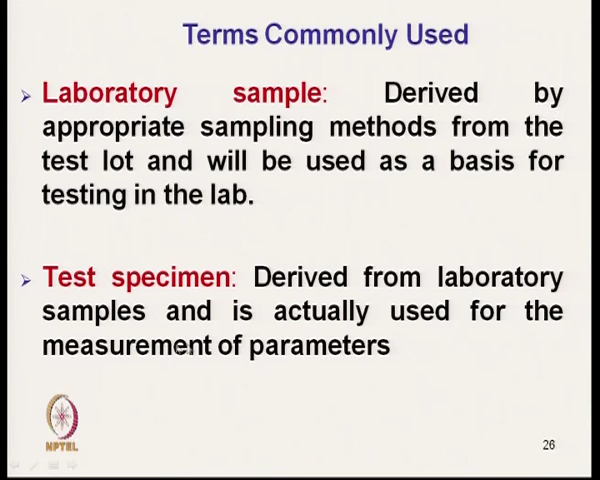 Terms Commonly Used
Laboratory sample: Derived by
appropriate sampling methods from the
test lot and will be used as a basis for
testing in the lab.
Test specimen: Derived from laboratory
samples and is actually used for the
measurement of parameters
NPTEL
26